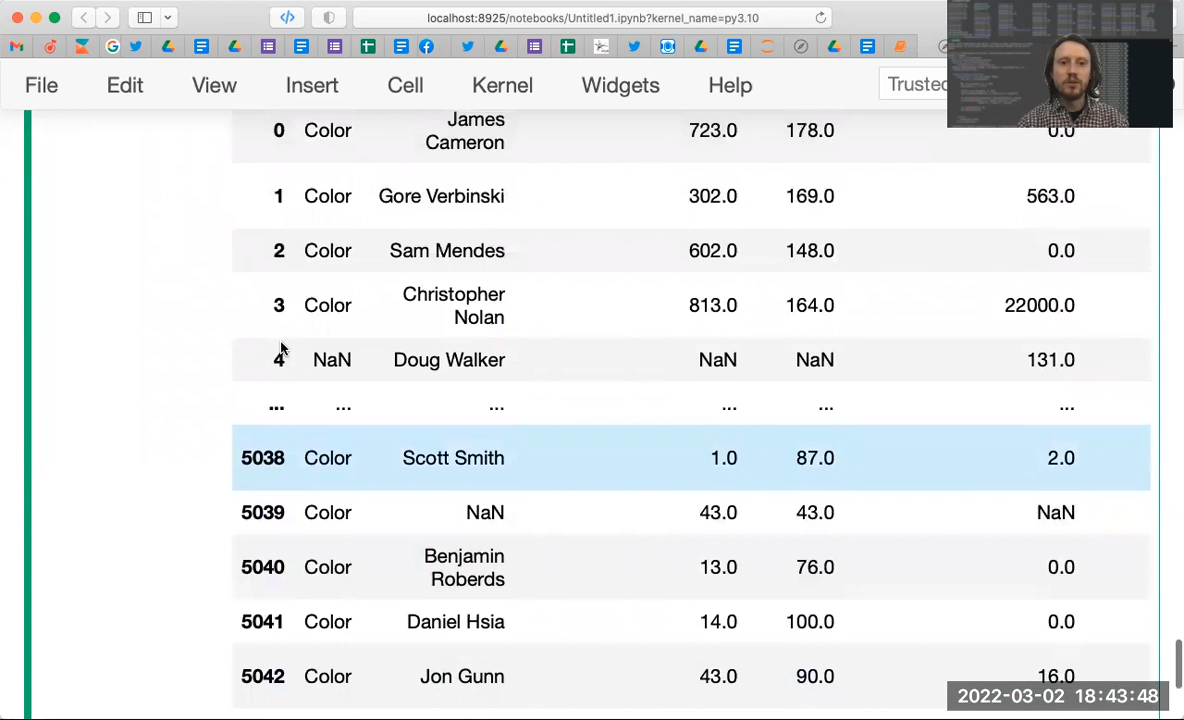 localhost:8925/notebooks/Untitled1.ipynb?kernel_name=py3.10
File Edit View Insert Cell Kernel Widgets Help Trusted
0 Color James Cameron 723.0 178.0 0.0
1 Color Gore Verbinski 302.0 169.0 563.0
2 Color Sam Mendes 602.0 148.0 0.0
3 Color Christopher Nolan 813.0 164.0 22000.0
4 NaN Doug Walker NaN NaN 131.0
... ... ... ... ... ...
5038 Color Scott Smith 1.0 87.0 2.0
5039 Color NaN 43.0 43.0 NaN
5040 Color Benjamin Roberds 13.0 76.0 0.0
5041 Color Daniel Hsia 14.0 100.0 0.0
5042 Color Jon Gunn 43.0 90.0 16.0
2022-03-02 18:43:48